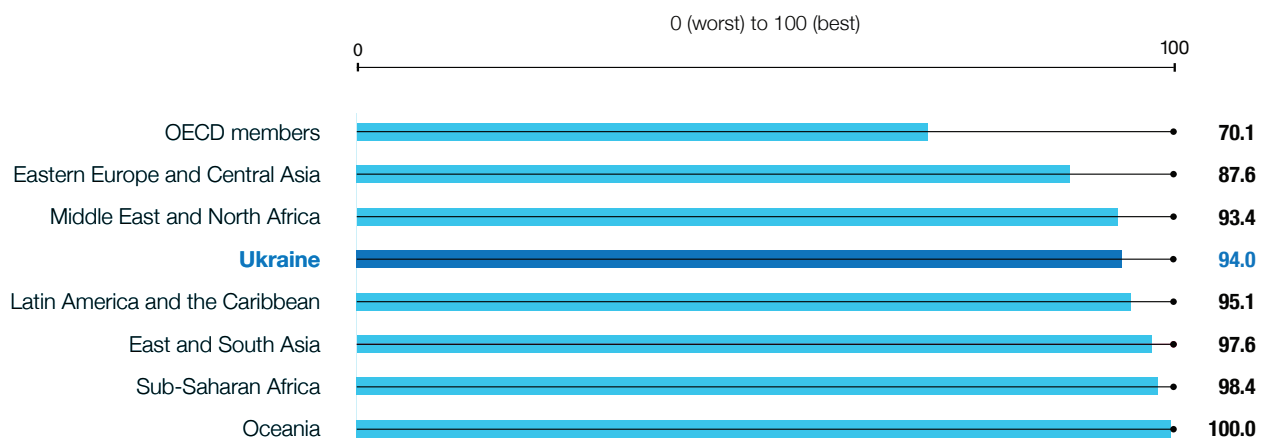 0 (worst) to 100 (best)
0 100
OECD members 70.1
Eastern Europe and Central Asia 87.6
Middle East and North Africa 93.4
Ukraine 94.0
Latin America and the Caribbean 95.1
East and South Asia 97.6
Sub-Saharan Africa 98.4
Oceania 100.0